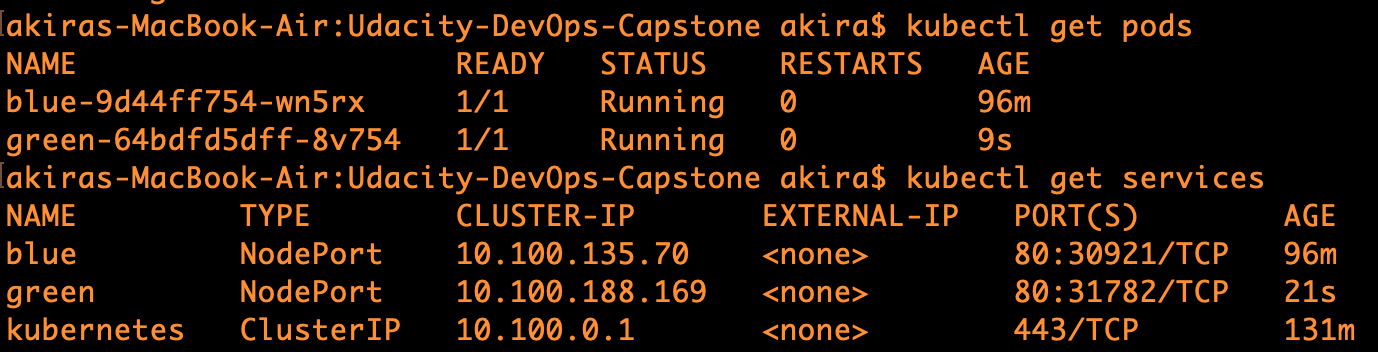 akiras-MacBook-Air:Udacity-DevOps-Capstone akira$ kubectl get pods
NAME READY STATUS RESTARTS AGE
blue-9d44ff754-wn5rx 1/1 Running 0 96m
green-64bdfd5dff-8v754 1/1 Running 0 9s
akiras-MacBook-Air:Udacity-DevOps-Capstone akira$ kubectl get services
NAME TYPE CLUSTER-IP EXTERNAL-IP PORT(S) AGE
blue NodePort 10.100.135.70 <none> 80:30921/TCP 96m
green NodePort 10.100.188.169 <none> 80:31782/TCP 21s
kubernetes ClusterIP 10.100.0.1 <none> 443/TCP 131m